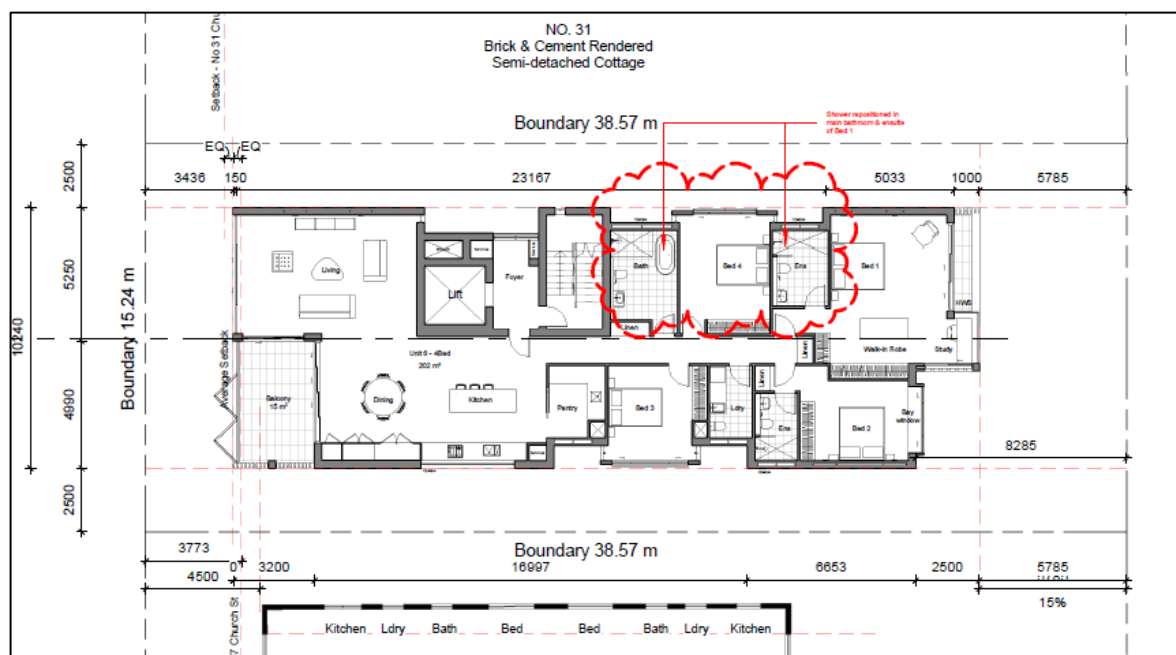 NO. 31
Brick & Cement Rendered
Semi-detached Cottage
Setback - No 31 Chu
Shower repositioned in
main bathroom & ensuite
of Bed 1
Boundary 38.57 m
EQ EQ
3436 150 23167 5033 1000 5785
2500
5250
10240
4990
2500
Boundary 15.24 m
Average Setback
Living
Lift
Foyer
Bath
Bed 4
Ens
Bed 1
HWS
Linen
Walk-in Robe
Study
Linen
Unit 6 - 4Bed
202 m²
Balcony
15 m²
Dining
Kitchen
Pantry
Bed 3
Ldry
Linen
Ens
Bed 2
Bay
window
8285
3773
Boundary 38.57 m
0 3200 16997 6653 2500 5785
4500
15%
7 Church St
Kitchen Ldry Bath Bed Bed Bath Ldry Kitchen